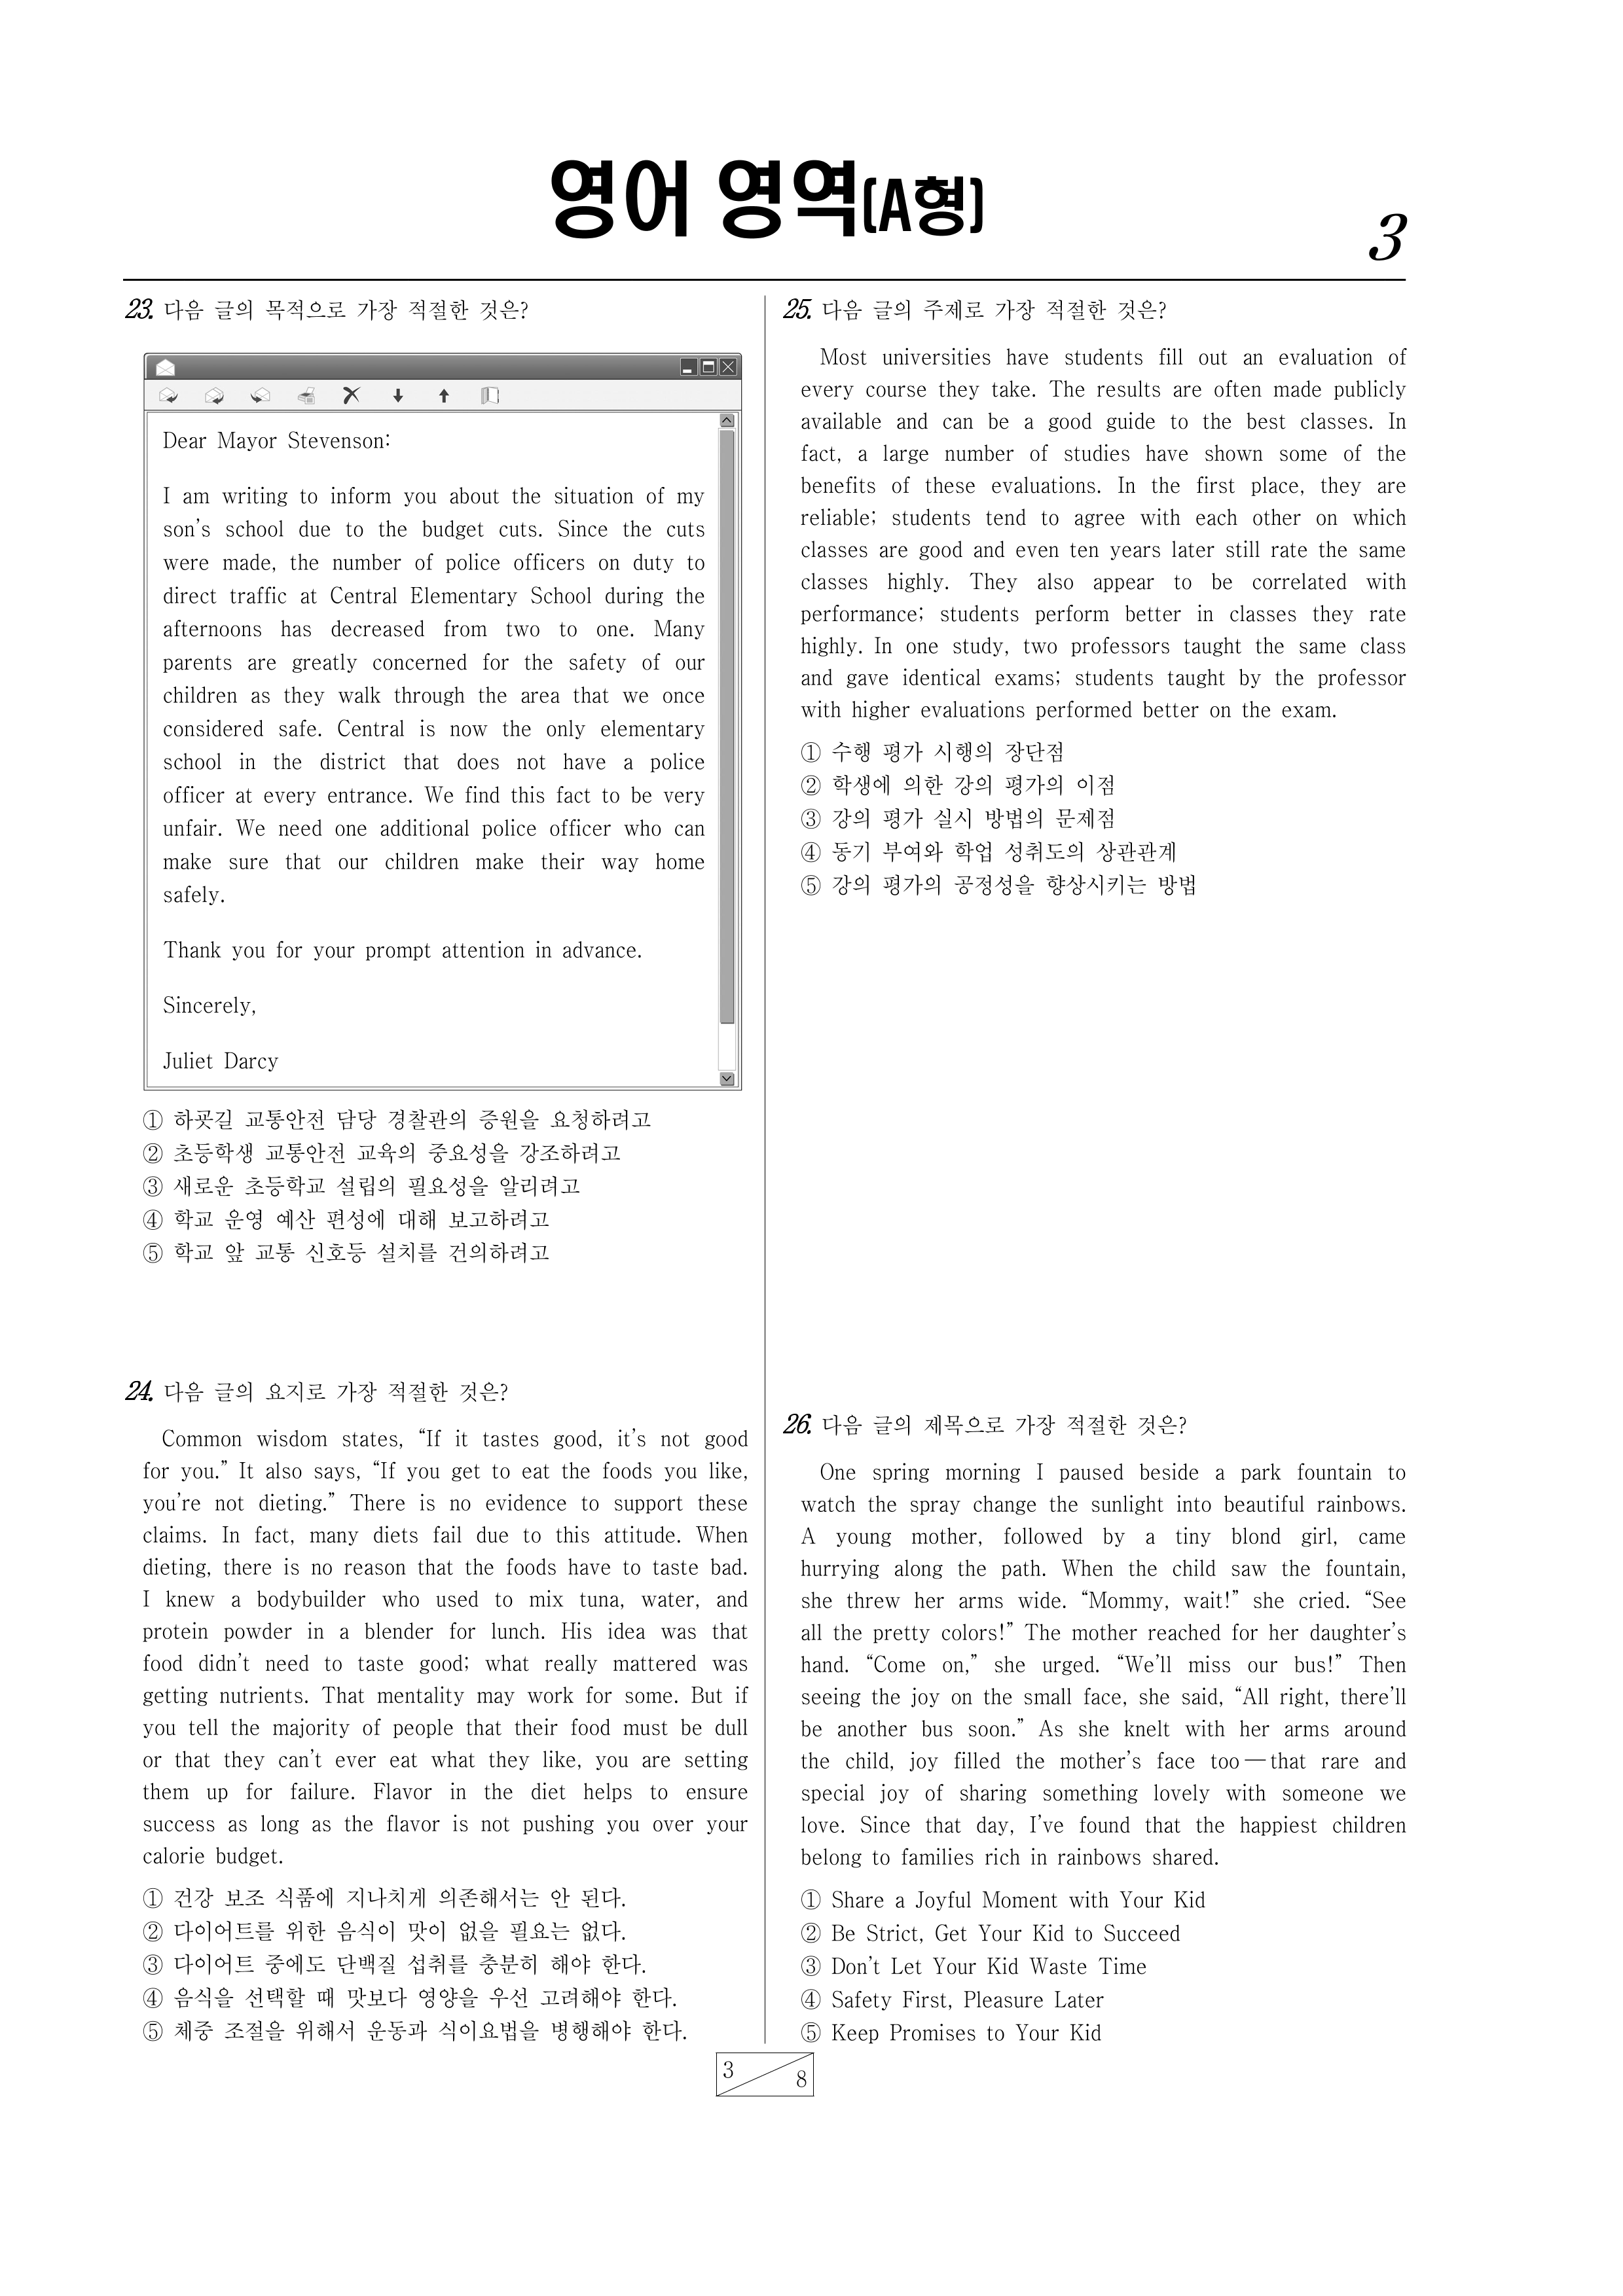 영어 영역(A형)
3
23. 다음 글의 목적으로 가장 적절한 것은?
Dear Mayor Stevenson:
I am writing to inform you about the situation of my
son's school due to the budget cuts. Since the cuts
were made, the number of police officers on duty to
direct traffic at Central Elementary School during the
afternoons has decreased from two to one. Many
parents are greatly concerned for the safety of our
children as they walk through the area that we once
considered safe. Central is now the only elementary
school in the district that does not have a police
officer at every entrance. We find this fact to be very
unfair. We need one additional police officer who can
make sure that our children make their way home
safely.
Thank you for your prompt attention in advance.
Sincerely,
Juliet Darcy
① 하굣길 교통안전 담당 경찰관의 증원을 요청하려고
② 초등학생 교통안전 교육의 중요성을 강조하려고
③ 새로운 초등학교 설립의 필요성을 알리려고
④ 학교 운영 예산 편성에 대해 보고하려고
⑤ 학교 앞 교통 신호등 설치를 건의하려고
24. 다음 글의 요지로 가장 적절한 것은?
Common wisdom states, “If it tastes good, it's not good
for you.” It also says, “If you get to eat the foods you like,
you're not dieting.” There is no evidence to support these
claims. In fact, many diets fail due to this attitude. When
dieting, there is no reason that the foods have to taste bad.
I knew a bodybuilder who used to mix tuna, water, and
protein powder in a blender for lunch. His idea was that
food didn't need to taste good; what really mattered was
getting nutrients. That mentality may work for some. But if
you tell the majority of people that their food must be dull
or that they can't ever eat what they like, you are setting
them up for failure. Flavor in the diet helps to ensure
success as long as the flavor is not pushing you over your
calorie budget.
① 건강 보조 식품에 지나치게 의존해서는 안 된다.
② 다이어트를 위한 음식이 맛이 없을 필요는 없다.
③ 다이어트 중에도 단백질 섭취를 충분히 해야 한다.
④ 음식을 선택할 때 맛보다 영양을 우선 고려해야 한다.
⑤ 체중 조절을 위해서 운동과 식이요법을 병행해야 한다.
25. 다음 글의 주제로 가장 적절한 것은?
Most universities have students fill out an evaluation of
every course they take. The results are often made publicly
available and can be a good guide to the best classes. In
fact, a large number of studies have shown some of the
benefits of these evaluations. In the first place, they are
reliable; students tend to agree with each other on which
classes are good and even ten years later still rate the same
classes highly. They also appear to be correlated with
performance; students perform better in classes they rate
highly. In one study, two professors taught the same class
and gave identical exams; students taught by the professor
with higher evaluations performed better on the exam.
① 수행 평가 시행의 장단점
② 학생에 의한 강의 평가의 이점
③ 강의 평가 실시 방법의 문제점
④ 동기 부여와 학업 성취도의 상관관계
⑤ 강의 평가의 공정성을 향상시키는 방법
26. 다음 글의 제목으로 가장 적절한 것은?
One spring morning I paused beside a park fountain to
watch the spray change the sunlight into beautiful rainbows.
A young mother, followed by a tiny blond girl, came
hurrying along the path. When the child saw the fountain,
she threw her arms wide. “Mommy, wait!” she cried. “See
all the pretty colors!” The mother reached for her daughter's
hand. “Come on,” she urged. “We'll miss our bus!” Then
seeing the joy on the small face, she said, “All right, there'll
be another bus soon.” As she knelt with her arms around
the child, joy filled the mother's face too — that rare and
special joy of sharing something lovely with someone we
love. Since that day, I've found that the happiest children
belong to families rich in rainbows shared.
① Share a Joyful Moment with Your Kid
② Be Strict, Get Your Kid to Succeed
③ Don't Let Your Kid Waste Time
④ Safety First, Pleasure Later
⑤ Keep Promises to Your Kid
3
8